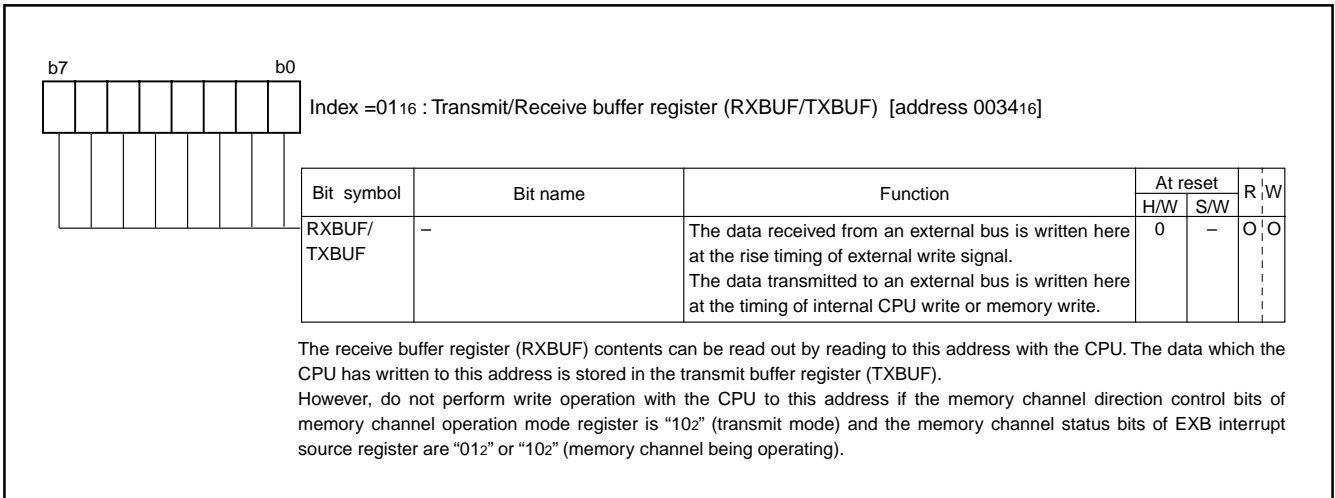 b7 b0
Index =0116 : Transmit/Receive buffer register (RXBUF/TXBUF) [address 003416]
Bit symbol Bit name Function At reset R W
H/W S/W
RXBUF/ – The data received from an external bus is written here 0 – O O
TXBUF at the rise timing of external write signal.
The data transmitted to an external bus is written here
at the timing of internal CPU write or memory write.
The receive buffer register (RXBUF) contents can be read out by reading to this address with the CPU. The data which the
CPU has written to this address is stored in the transmit buffer register (TXBUF).
However, do not perform write operation with the CPU to this address if the memory channel direction control bits of
memory channel operation mode register is “102” (transmit mode) and the memory channel status bits of EXB interrupt
source register are “012” or “102” (memory channel being operating).